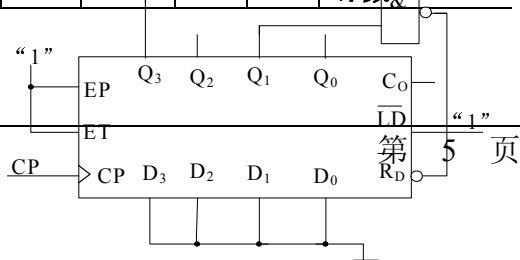 &
“1”
Q3 Q2 Q1 Q0 CO
EP
LD “1”
ET
第 5 页
CP CP D3 D2 D1 D0 RD